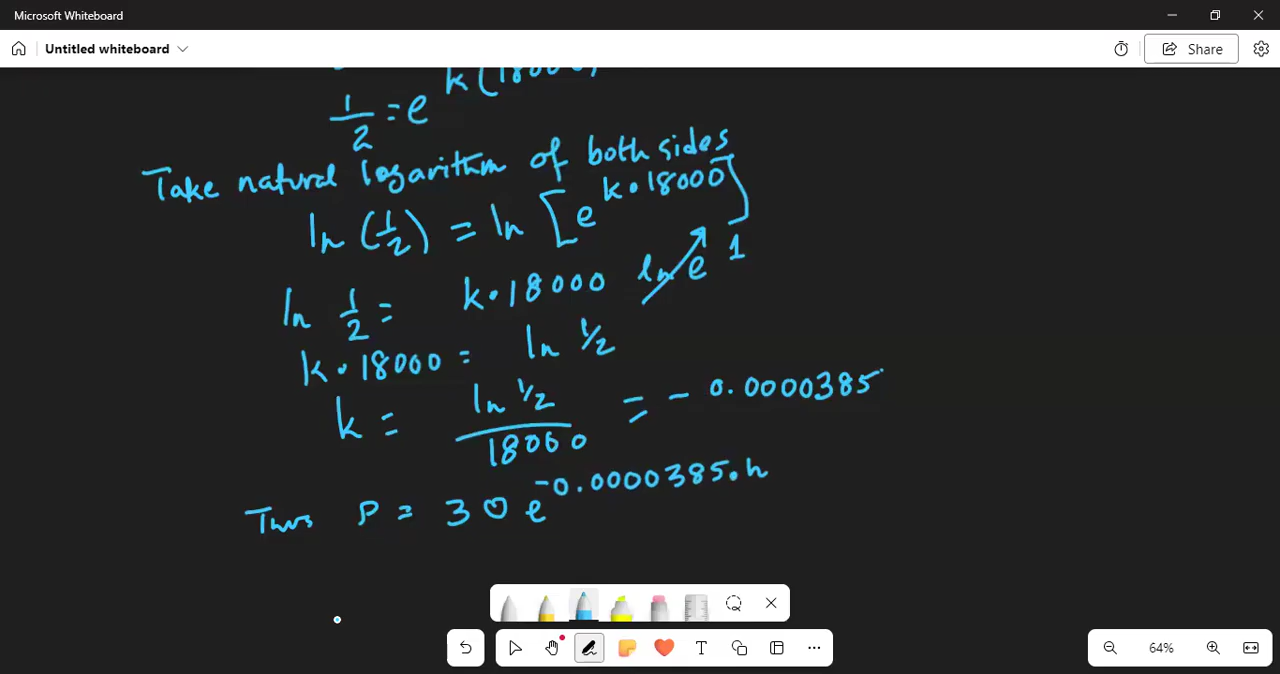 Microsoft Whiteboard
Untitled whiteboard
Share
1/2 = e^k(18000)
Take natural logarithm of both sides
ln (1/2) = ln [e^k·18000]
ln 1/2 = k·18000 ln e 1
k·18000 = ln 1/2
k = ln 1/2 / 18000 = - 0.0000385
Thus P = 30 e^-0.0000385.h
T
64%